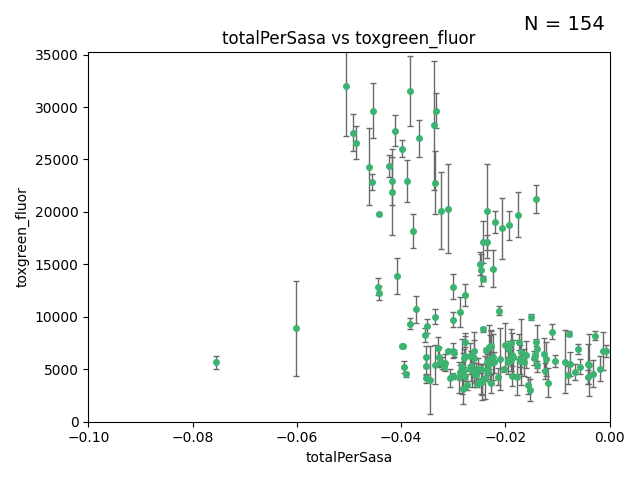 N = 154
totalPerSasa vs toxgreen_fluor
35000
30000
25000
20000
15000
10000
5000
0
toxgreen_fluor
−0.10 −0.08 −0.06 −0.04 −0.02 0.00
totalPerSasa